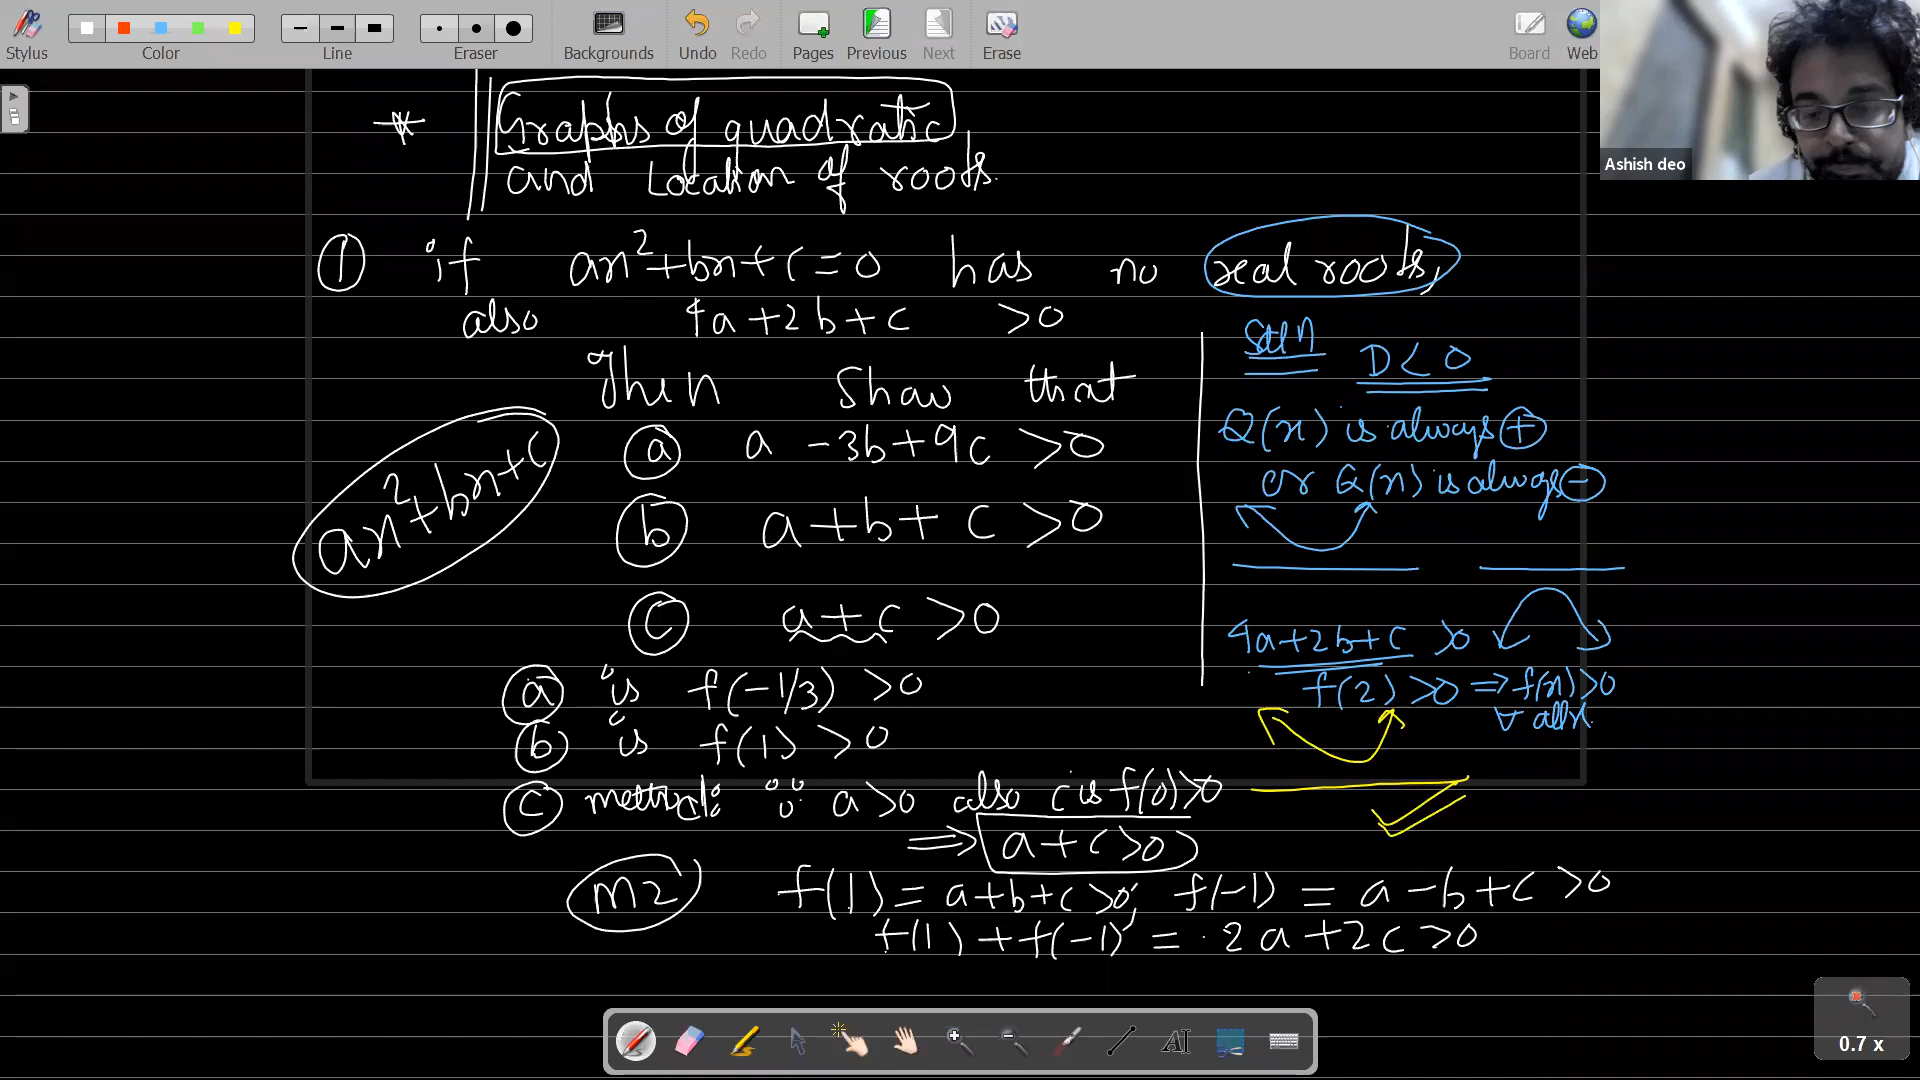 Stylus Color Line Eraser Backgrounds Undo Redo Pages Previous Next Erase Board Web
Ashish deo
* Graphs of quadratic
and Location of roots.
① if ax²+bx+c=0 has no real roots,
also 4a+2b+c >0
Then Show that
ⓐ a -3b+9c >0
ⓑ a+b+c >0
ⓒ a+c >0
ax²+bx+c
Solⁿ D<0
Q(x) is always ⊕
or Q(x) is always ⊖
4a+2b+c >0
f(2)>0 ⇒ f(x)>0
∀ all x.
ⓐ is f(-1/3) >0
ⓑ is f(1) >0
ⓒ method: ∵ a>0 also c is f(0)>0
⇒ a+c>0
M2 f(1) = a+b+c>0; f(-1) = a-b+c>0
f(1) + f(-1) = 2a+2c>0
AI
0.7 x